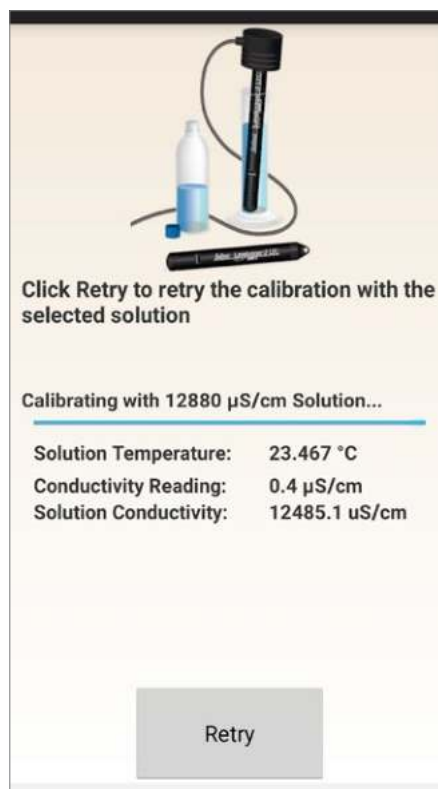 Click Retry to retry the calibration with the
selected solution
Calibrating with 12880 µS/cm Solution...
Solution Temperature: 23.467 °C
Conductivity Reading: 0.4 µS/cm
Solution Conductivity: 12485.1 uS/cm
Retry